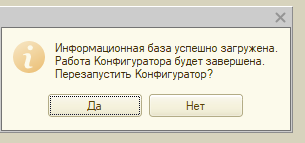 Информационная база успешно загружена.
Работа Конфигуратора будет завершена.
Перезапустить Конфигуратор?
Да
Нет